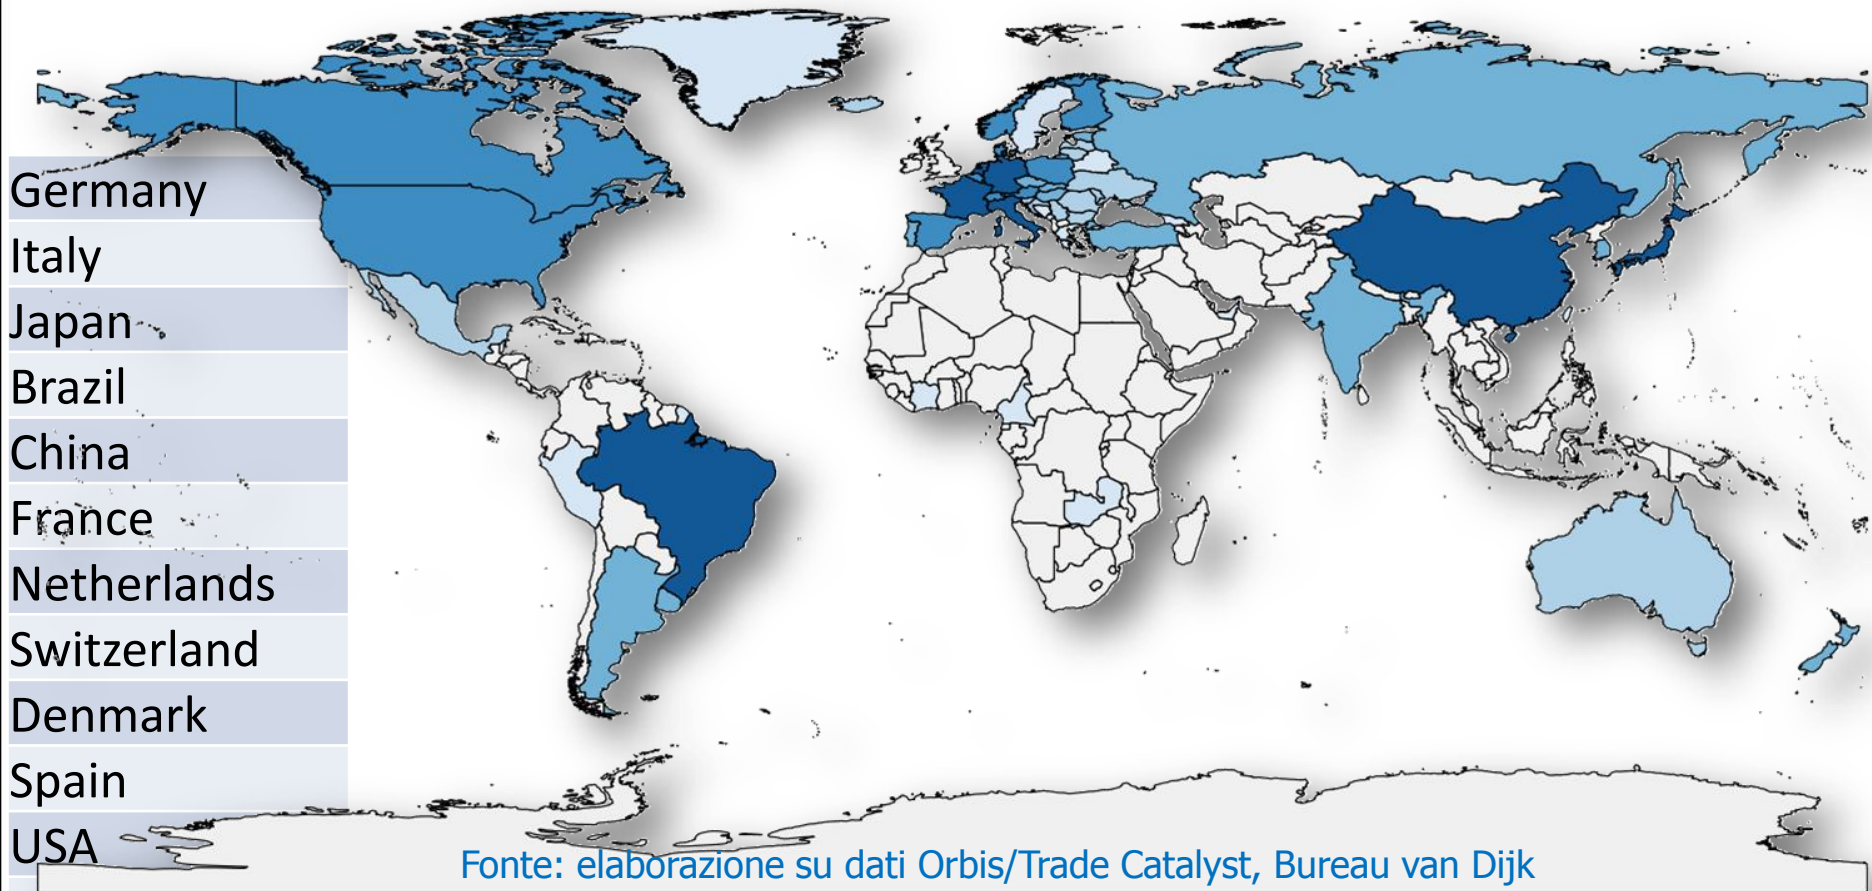 Germany
Italy
Japan
Brazil
China
France
Netherlands
Switzerland
Denmark
Spain
USA
Fonte: elaborazione su dati Orbis/Trade Catalyst, Bureau van Dijk